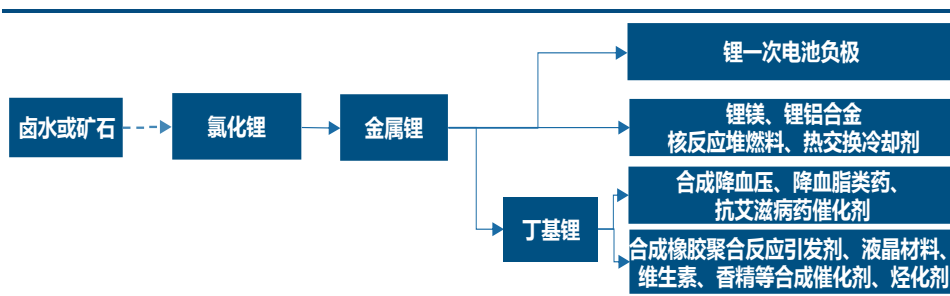 锂一次电池负极
卤水或矿石
氯化锂
金属锂
锂镁、锂铝合金
核反应堆燃料、热交换冷却剂
合成降血压、降血脂类药、
抗艾滋病药催化剂
丁基锂
合成橡胶聚合反应引发剂、液晶材料、
维生素、香精等合成催化剂、烃化剂